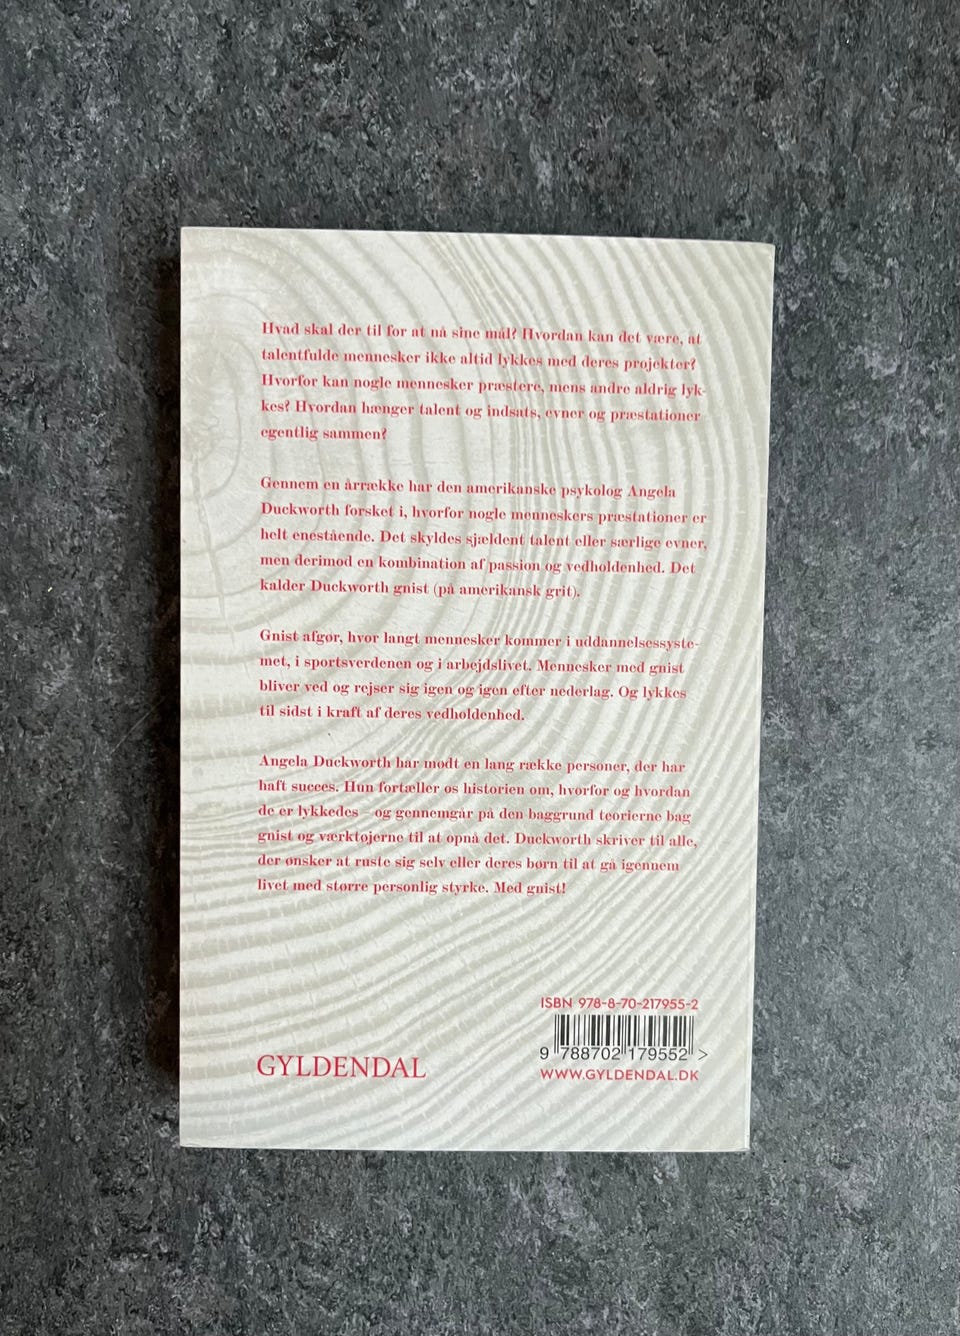 Hvad skal der til for at nå sine mål? Hvordan kan det være, at
talentfulde mennesker ikke altid lykkes med deres projekter?
Hvorfor kan nogle mennesker præstere, mens andre aldrig lyk-
kes? Hvordan hænger talent og indsats, evner og præstationer
egentlig sammen?
Gennem en årrække har den amerikanske psykolog Angela
Duckworth forsket i, hvorfor nogle menneskers præstationer er
helt enestående. Det skyldes sjældent talent eller særlige evner,
men derimod en kombination af passion og vedholdenhed. Det
kalder Duckworth gnist (på amerikansk grit).
Gnist afgør, hvor langt mennesker kommer i uddannelsessyste-
met, i sportsverdenen og i arbejdslivet. Mennesker med gnist
bliver ved og rejser sig igen og igen efter nederlag. Og lykkes
til sidst i kraft af deres vedholdenhed.
Angela Duckworth har mødt en lang række personer, der har
haft succes. Hun fortæller os historien om, hvorfor og hvordan
de er lykkedes – og gennemgår på den baggrund teorierne bag
gnist og værktøjerne til at opnå det. Duckworth skriver til alle,
der ønsker at ruste sig selv eller deres børn til at gå igennem
livet med større personlig styrke. Med gnist!
ISBN 978-8-70-217955-2
9 788702 179552 >
GYLDENDAL
WWW.GYLDENDAL.DK